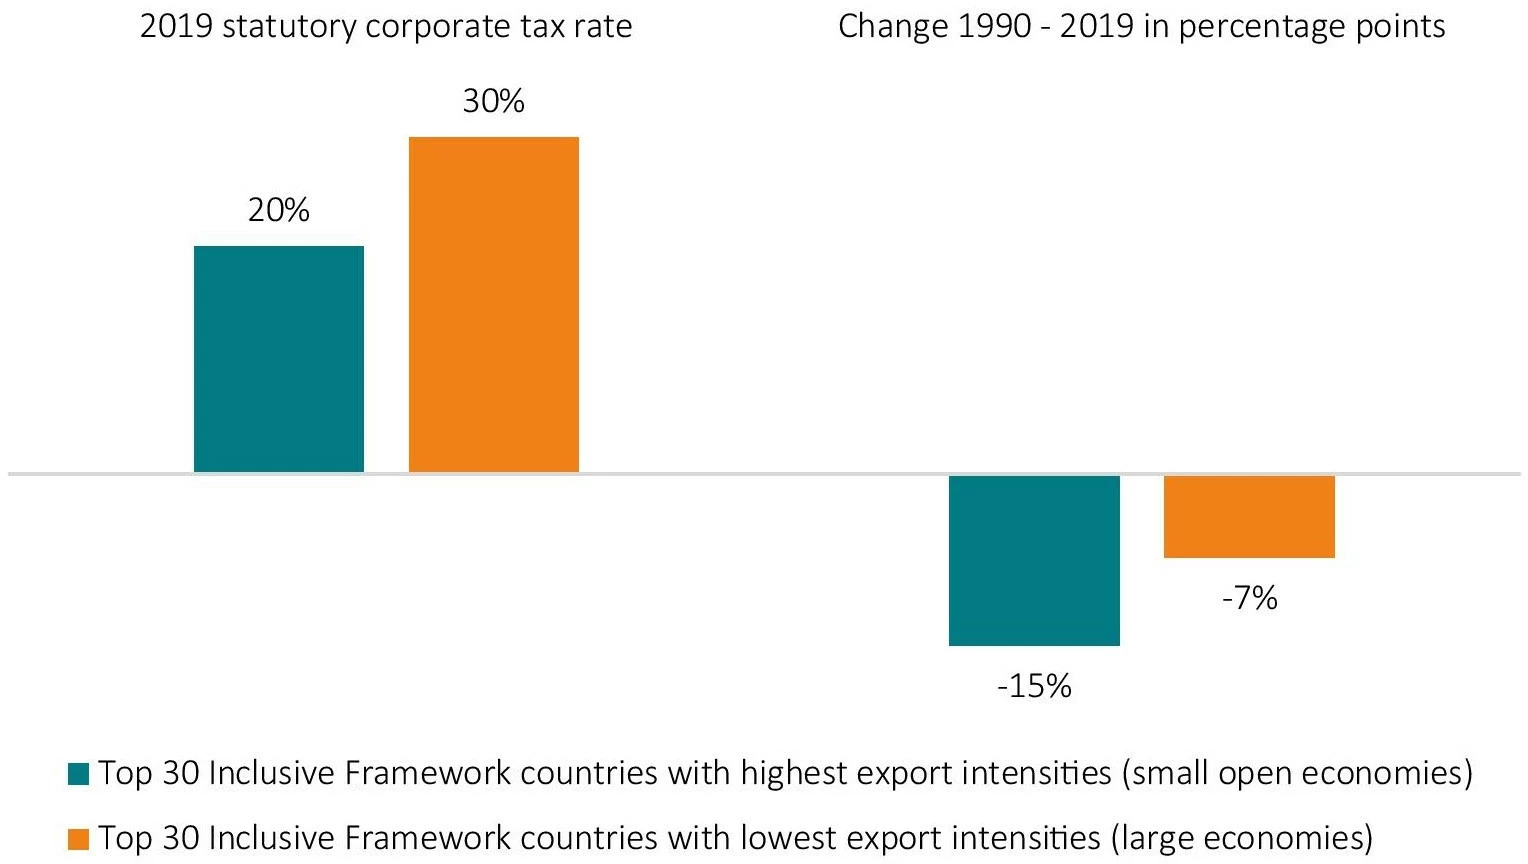 2019 statutory corporate tax rate
Change 1990 - 2019 in percentage points
30%
20%
-7%
-15%
Top 30 Inclusive Framework countries with highest export intensities (small open economies)
Top 30 Inclusive Framework countries with lowest export intensities (large economies)